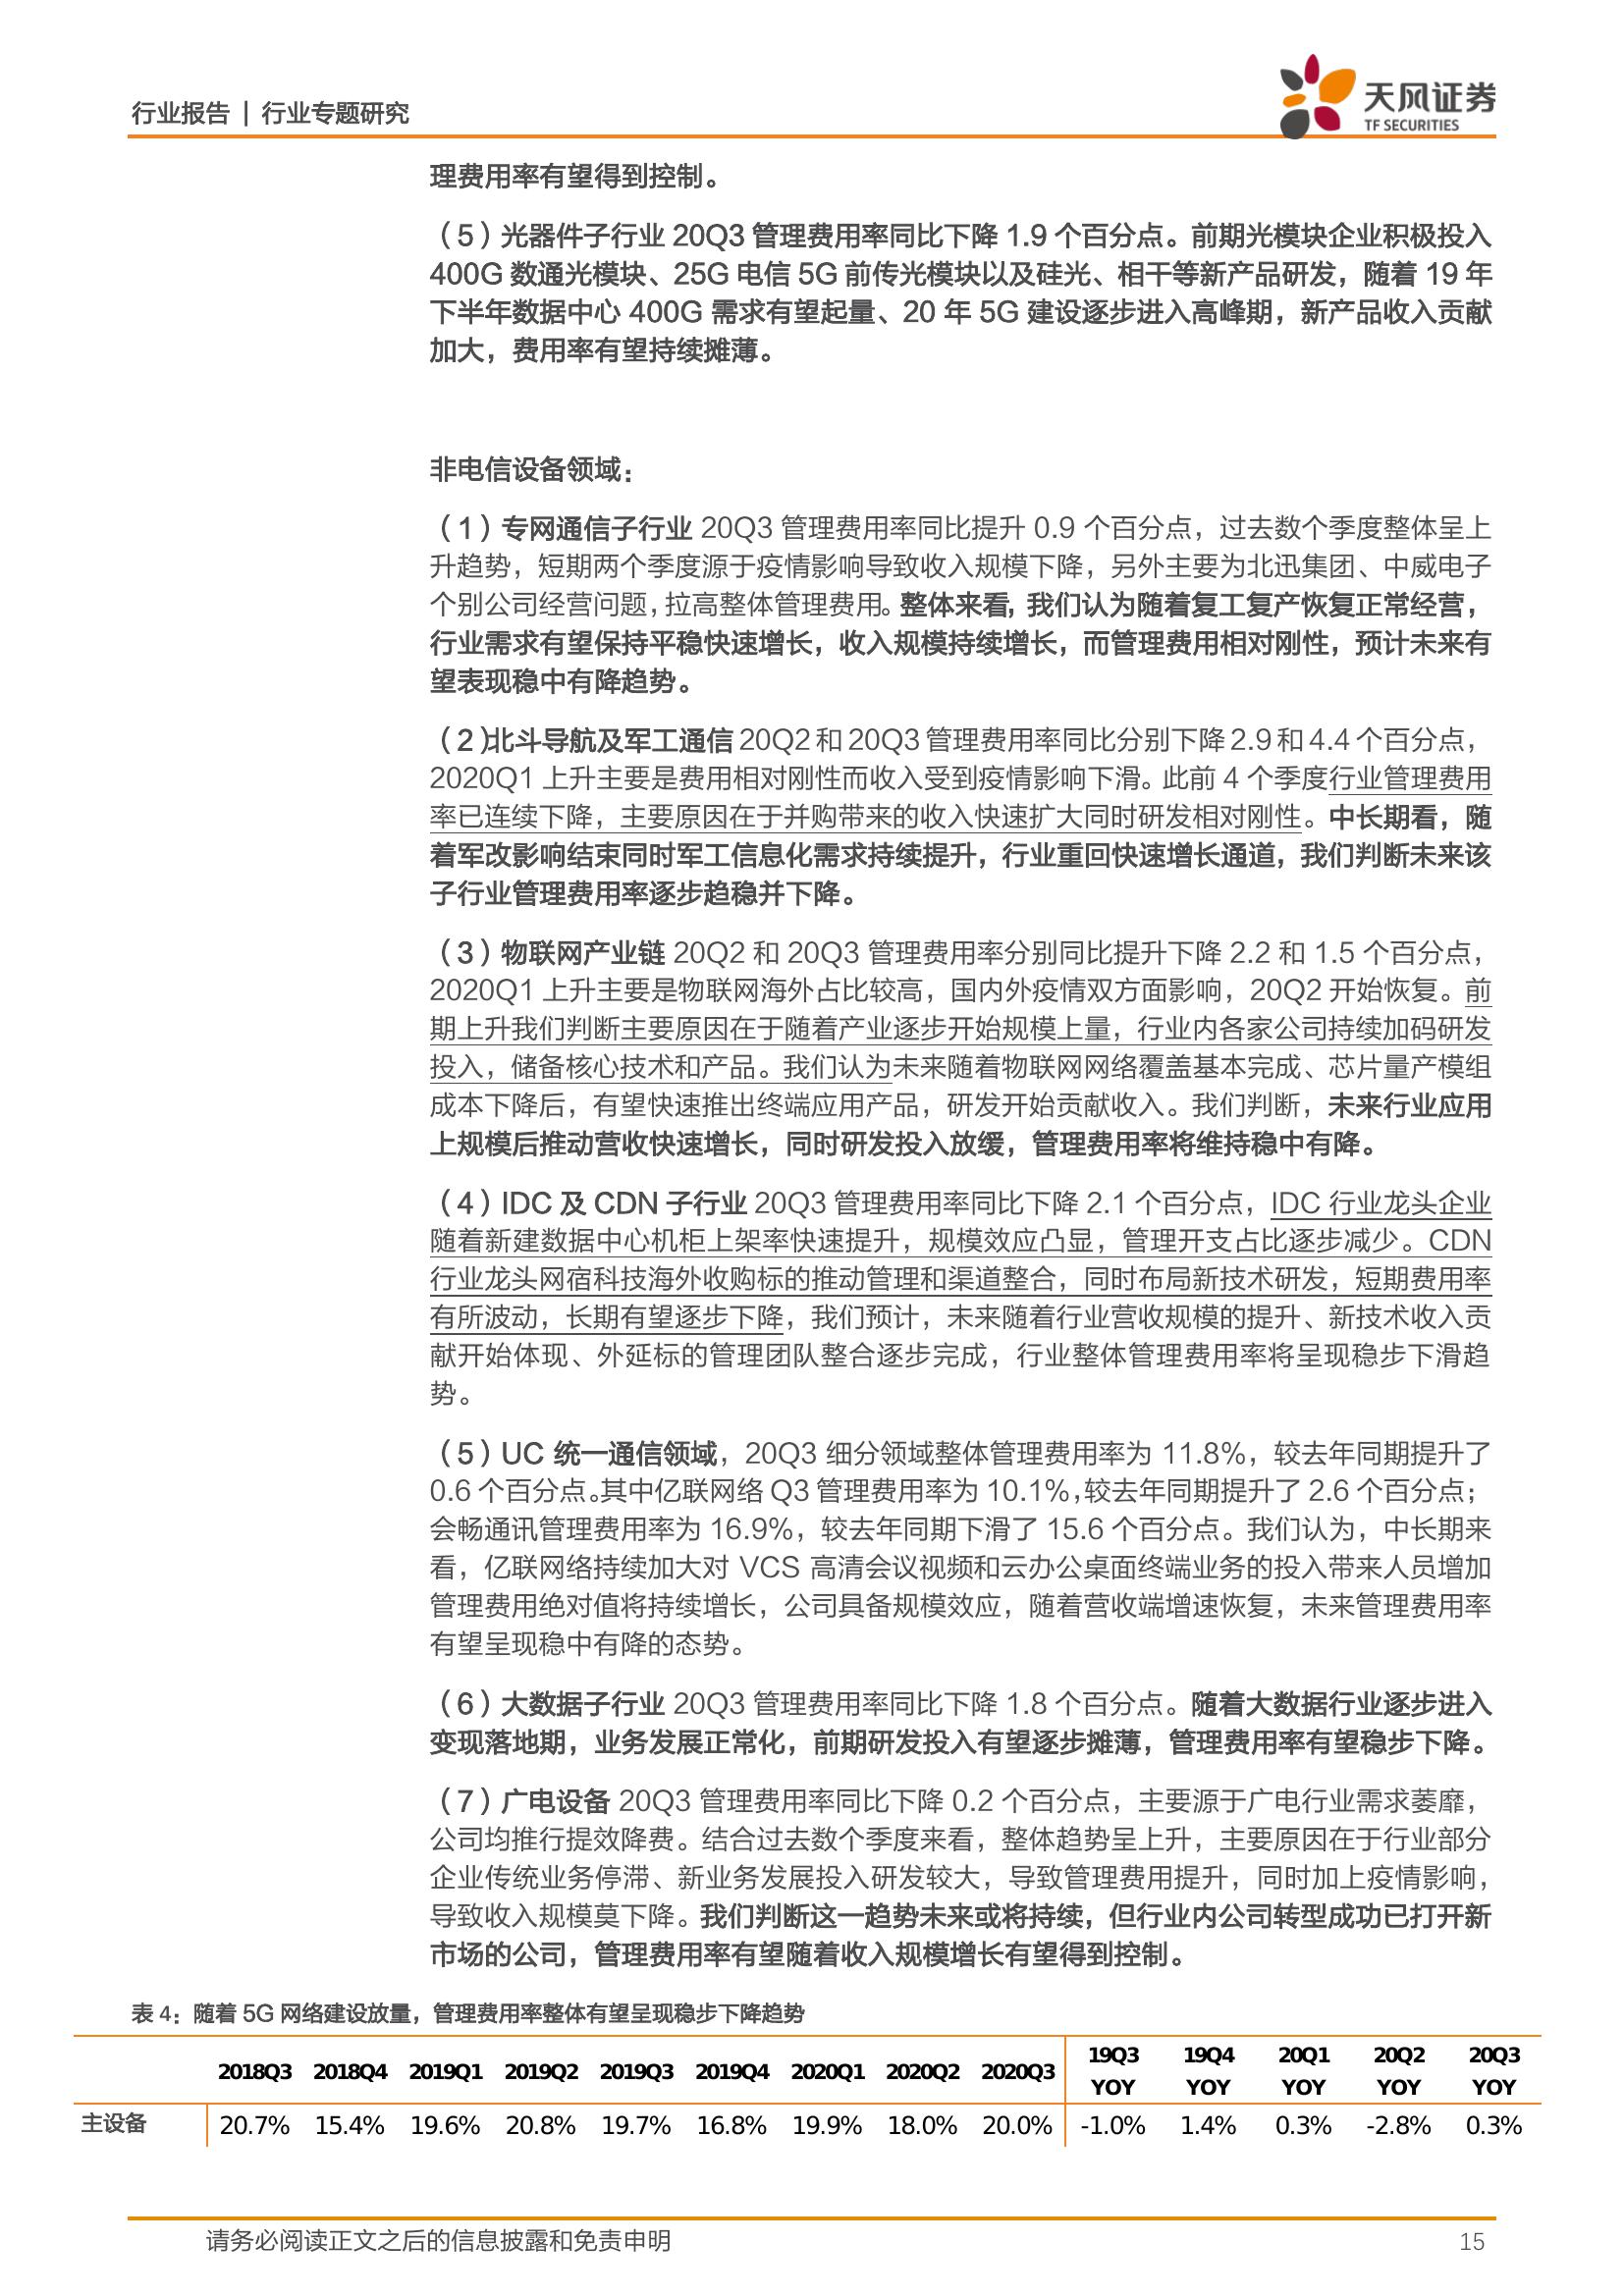 行业报告 | 行业专题研究
天风证券
TF SECURITIES
理费用率有望得到控制。
（5）光器件子行业 20Q3 管理费用率同比下降 1.9 个百分点。前期光模块企业积极投入
400G 数通光模块、25G 电信 5G 前传光模块以及硅光、相干等新产品研发，随着 19 年
下半年数据中心 400G 需求有望起量、20 年 5G 建设逐步进入高峰期，新产品收入贡献
加大，费用率有望持续摊薄。
非电信设备领域：
（1）专网通信子行业 20Q3 管理费用率同比提升 0.9 个百分点，过去数个季度整体呈上
升趋势，短期两个季度源于疫情影响导致收入规模下降，另外主要为北迅集团、中威电子
个别公司经营问题，拉高整体管理费用。整体来看，我们认为随着复工复产恢复正常经营，
行业需求有望保持平稳快速增长，收入规模持续增长，而管理费用相对刚性，预计未来有
望表现稳中有降趋势。
（2）北斗导航及军工通信 20Q2 和 20Q3 管理费用率同比分别下降 2.9 和 4.4 个百分点，
2020Q1 上升主要是费用相对刚性而收入受到疫情影响下滑。此前 4 个季度行业管理费用
率已连续下降，主要原因在于并购带来的收入快速扩大同时研发相对刚性。中长期看，随
着军改影响结束同时军工信息化需求持续提升，行业重回快速增长通道，我们判断未来该
子行业管理费用率逐步趋稳并下降。
（3）物联网产业链 20Q2 和 20Q3 管理费用率分别同比提升下降 2.2 和 1.5 个百分点，
2020Q1 上升主要是物联网海外占比较高，国内外疫情双方面影响，20Q2 开始恢复。前
期上升我们判断主要原因在于随着产业逐步开始规模上量，行业内各家公司持续加码研发
投入，储备核心技术和产品。我们认为未来随着物联网网络覆盖基本完成、芯片量产模组
成本下降后，有望快速推出终端应用产品，研发开始贡献收入。我们判断，未来行业应用
上规模后推动营收快速增长，同时研发投入放缓，管理费用率将维持稳中有降。
（4）IDC 及 CDN 子行业 20Q3 管理费用率同比下降 2.1 个百分点，IDC 行业龙头企业
随着新建数据中心机柜上架率快速提升，规模效应凸显，管理开支占比逐步减少。CDN
行业龙头网宿科技海外收购标的推动管理和渠道整合，同时布局新技术研发，短期费用率
有所波动，长期有望逐步下降，我们预计，未来随着行业营收规模的提升、新技术收入贡
献开始体现、外延标的管理团队整合逐步完成，行业整体管理费用率将呈现稳步下滑趋
势。
（5）UC 统一通信领域，20Q3 细分领域整体管理费用率为 11.8%，较去年同期提升了
0.6 个百分点。其中亿联网络 Q3 管理费用率为 10.1%，较去年同期提升了 2.6 个百分点；
会畅通讯管理费用率为 16.9%，较去年同期下滑了 15.6 个百分点。我们认为，中长期来
看，亿联网络持续加大对 VCS 高清会议视频和云办公桌面终端业务的投入带来人员增加
管理费用绝对值将持续增长，公司具备规模效应，随着营收端增速恢复，未来管理费用率
有望呈现稳中有降的态势。
（6）大数据子行业 20Q3 管理费用率同比下降 1.8 个百分点。随着大数据行业逐步进入
变现落地期，业务发展正常化，前期研发投入有望逐步摊薄，管理费用率有望稳步下降。
（7）广电设备 20Q3 管理费用率同比下降 0.2 个百分点，主要源于广电行业需求萎靡，
公司均推行提效降费。结合过去数个季度来看，整体趋势呈上升，主要原因在于行业部分
企业传统业务停滞、新业务发展投入研发较大，导致管理费用提升，同时加上疫情影响，
导致收入规模莫下降。我们判断这一趋势未来或将持续，但行业内公司转型成功已打开新
市场的公司，管理费用率有望随着收入规模增长有望得到控制。
表 4：随着 5G 网络建设放量，管理费用率整体有望呈现稳步下降趋势
2018Q3 2018Q4 2019Q1 2019Q2 2019Q3 2019Q4 2020Q1 2020Q2 2020Q3 19Q3 YOY 19Q4 YOY 20Q1 YOY 20Q2 YOY 20Q3 YOY
主设备 20.7% 15.4% 19.6% 20.8% 19.7% 16.8% 19.9% 18.0% 20.0% -1.0% 1.4% 0.3% -2.8% 0.3%
请务必阅读正文之后的信息披露和免责申明 15